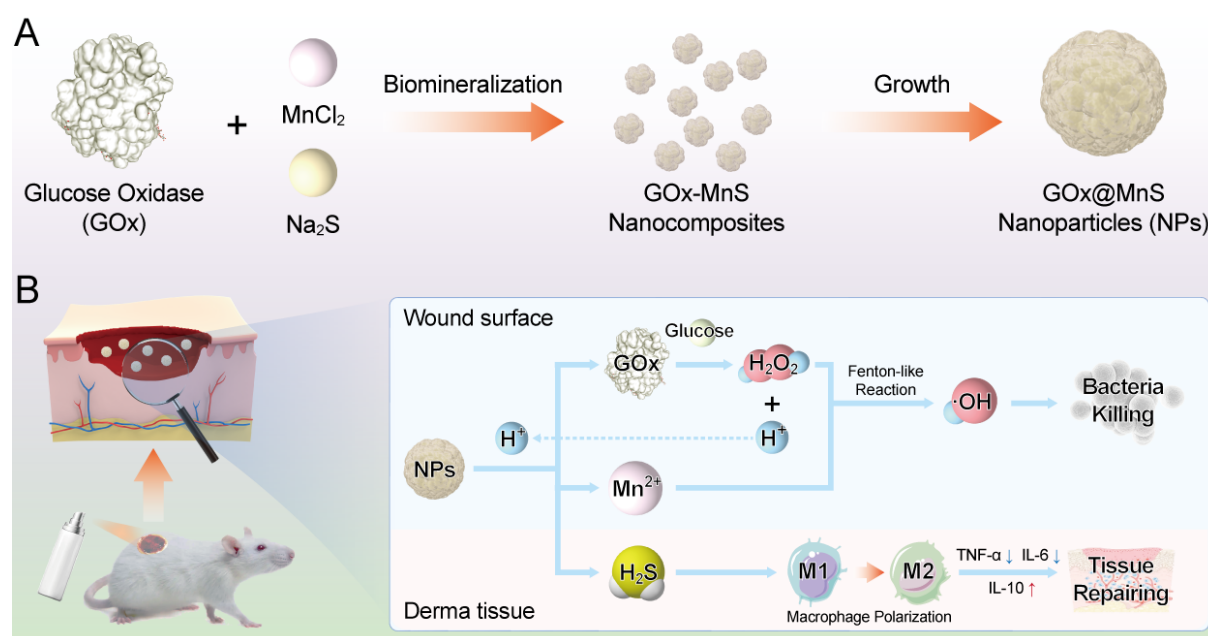 A
Glucose Oxidase
(GOx)
+
MnCl₂
Na₂S
Biomineralization
GOx-MnS
Nanocomposites
Growth
GOx@MnS
Nanoparticles (NPs)
B
Wound surface
GOx
Glucose
H₂O₂
+
H⁺
H⁺
NPs
Mn²⁺
Fenton-like
Reaction
·OH
Bacteria
Killing
H₂S
M1
M2
Macrophage Polarization
TNF-α ↓ IL-6 ↓
IL-10 ↑
Tissue
Repairing
Derma tissue